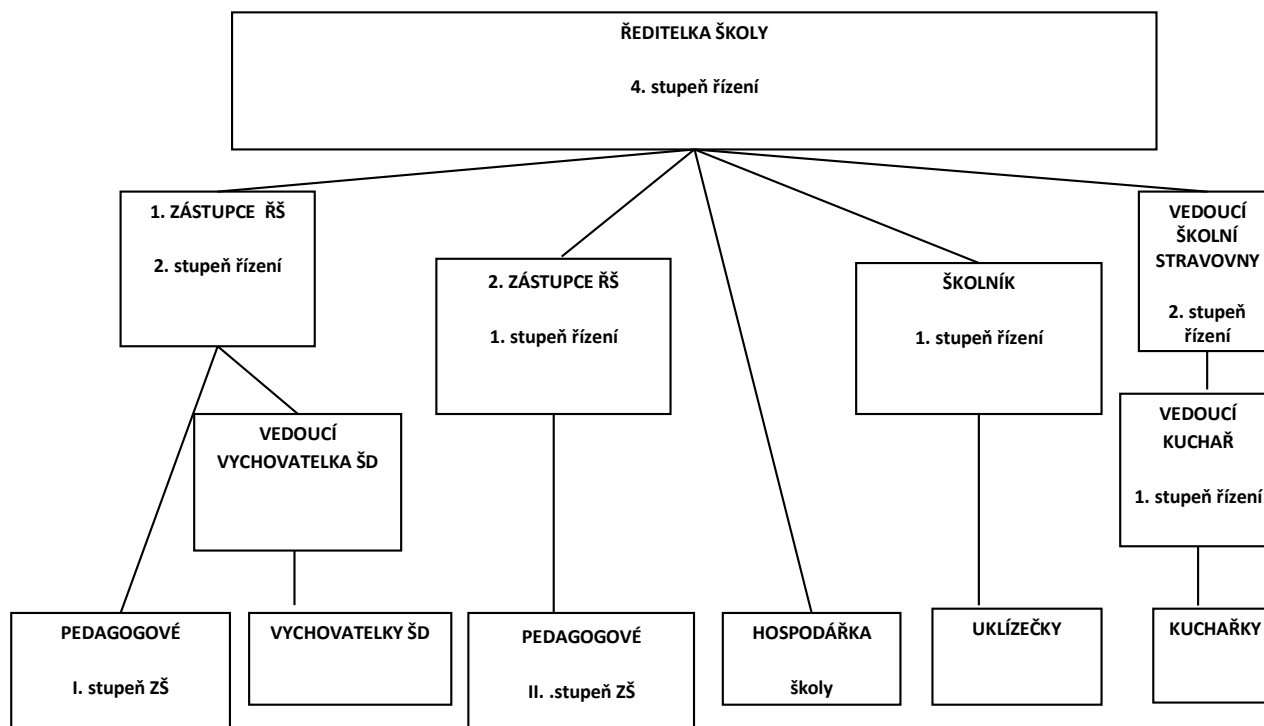 ŘEDITELKA ŠKOLY
4. stupeň řízení
1. ZÁSTUPCE ŘŠ
2. stupeň řízení
2. ZÁSTUPCE ŘŠ
1. stupeň řízení
ŠKOLNÍK
1. stupeň řízení
VEDOUCÍ
ŠKOLNÍ
STRAVOVNY
2. stupeň
řízení
VEDOUCÍ
VYCHOVATELKA ŠD
VEDOUCÍ
KUCHAŘ
1. stupeň řízení
PEDAGOGOVÉ
I. stupeň ZŠ
VYCHOVATELKY ŠD
PEDAGOGOVÉ
II. .stupeň ZŠ
HOSPODÁŘKA
školy
UKLÍZEČKY
KUCHAŘKY